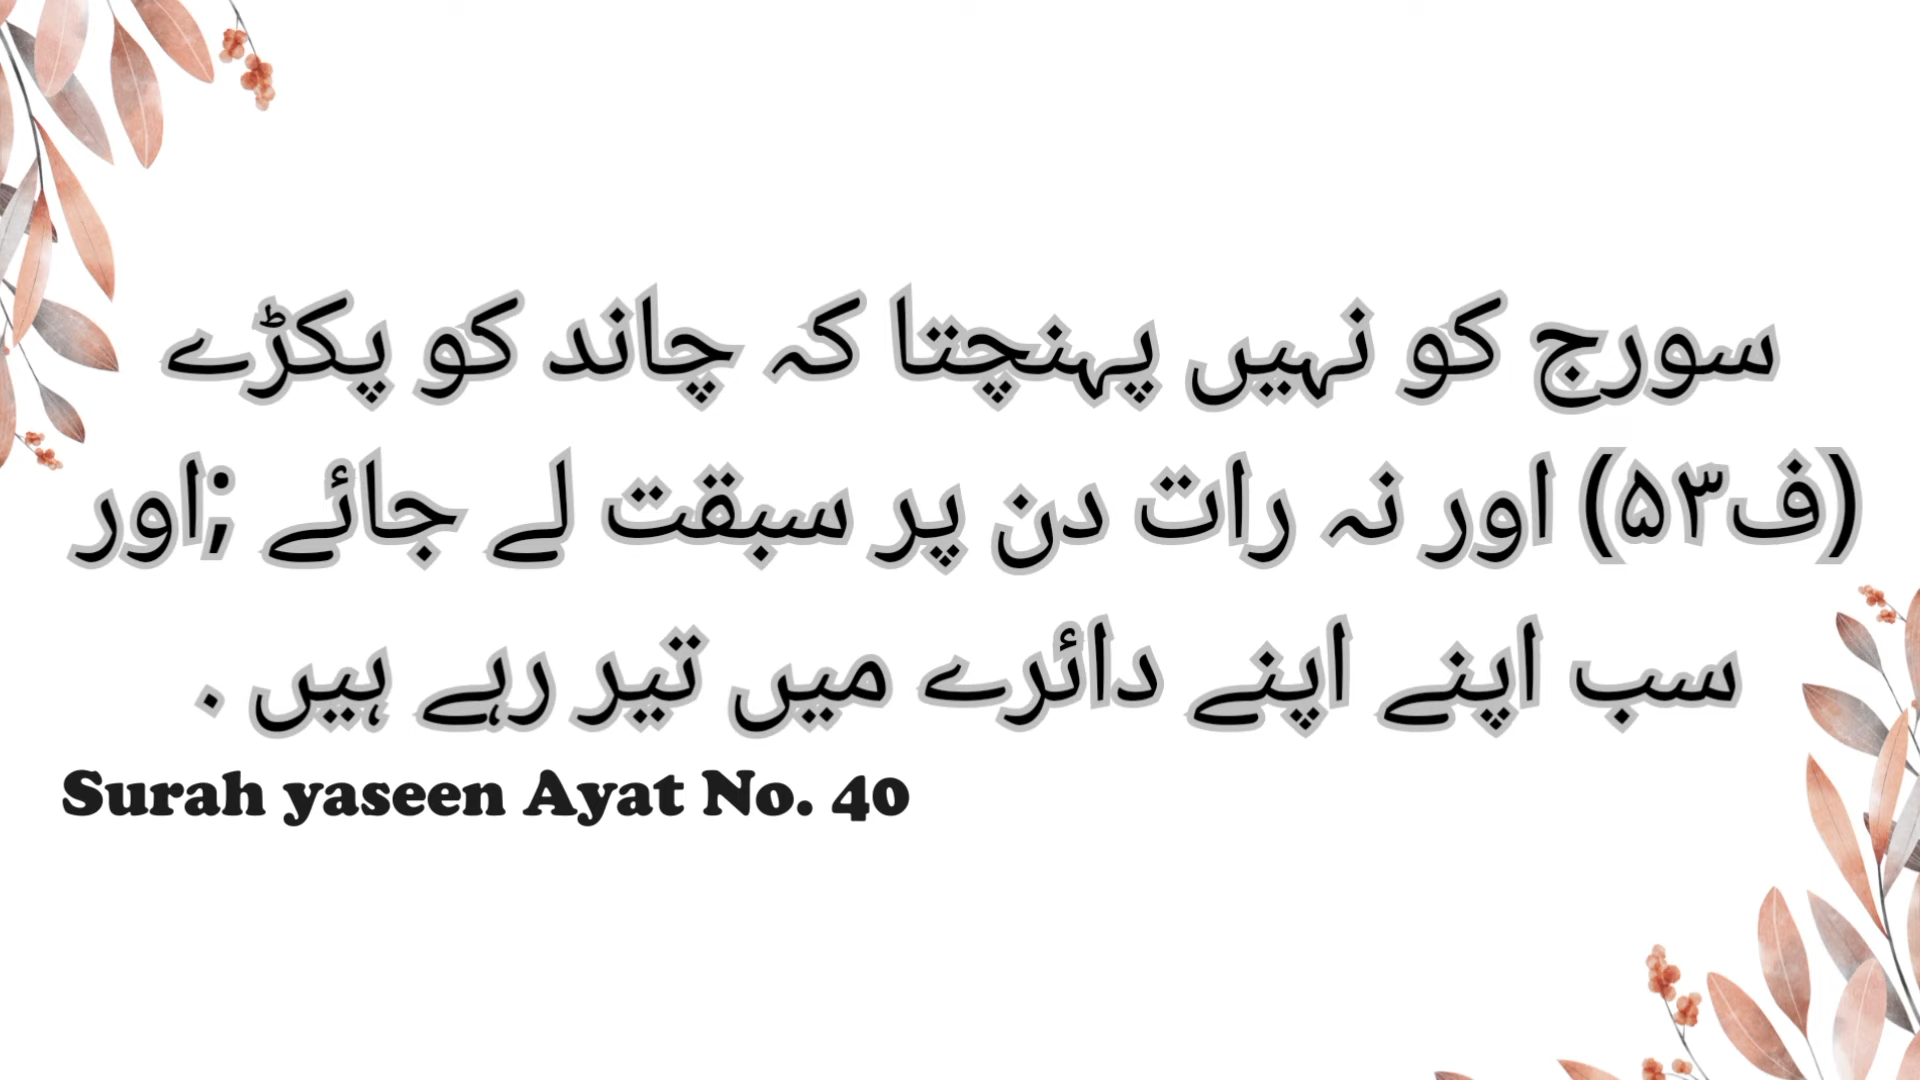 سورج کو نہیں پہنچتا کہ چاند کو پکڑے
(ف۵۳) اور نہ رات دن پر سبقت لے جائے ;اور
سب اپنے اپنے دائرے میں تیر رہے ہیں .
Surah yaseen Ayat No. 40